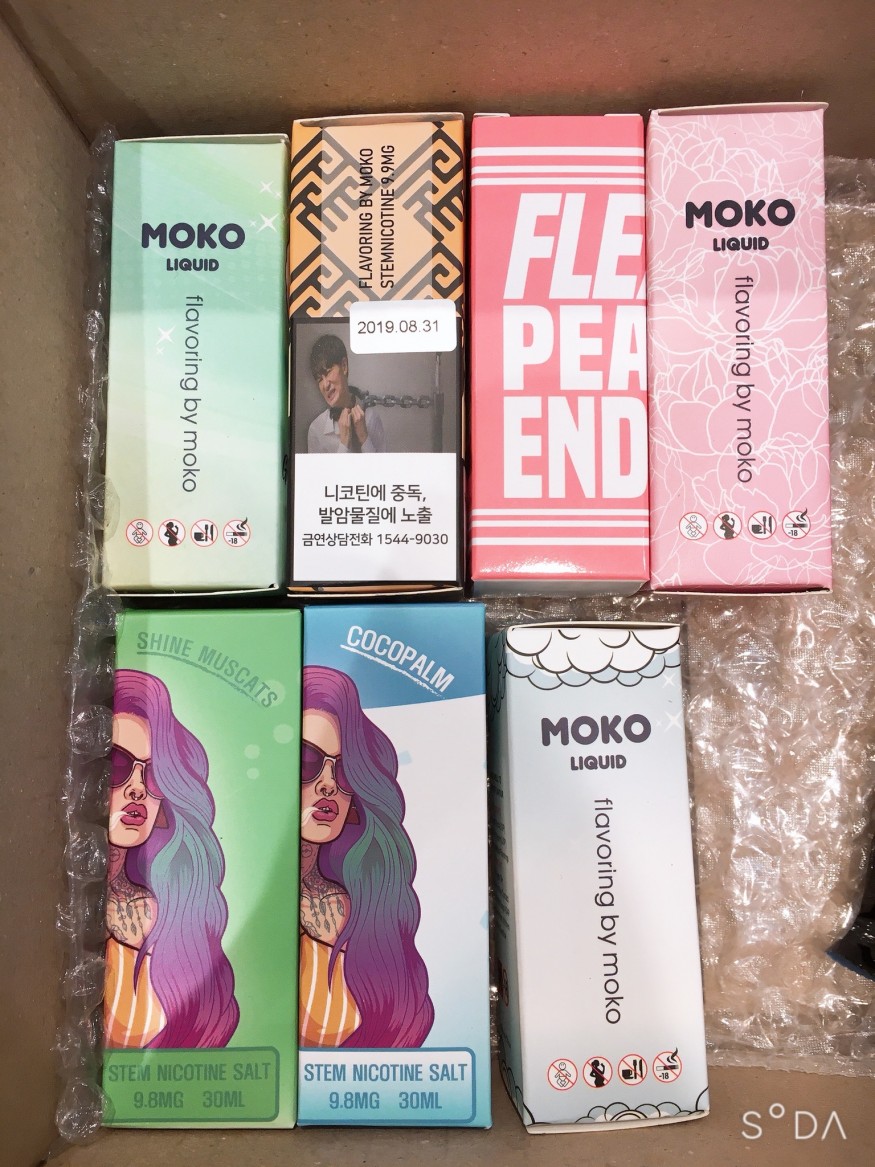 MOKO
LIQUID
flavoring by moko
-18
FLAVORING BY MOKO
STEMNICOTINE 9.9MG
2019.08.31
니코틴에 중독,
발암물질에 노출
금연상담전화 1544-9030
PEA
END
MOKO
LIQUID
flavoring by moko
-18
SHINE MUSCATS
STEM NICOTINE SALT
9.8MG 30ML
COCOPALM
STEM NICOTINE SALT
9.8MG 30ML
MOKO
LIQUID
flavoring by moko
-18
SODA